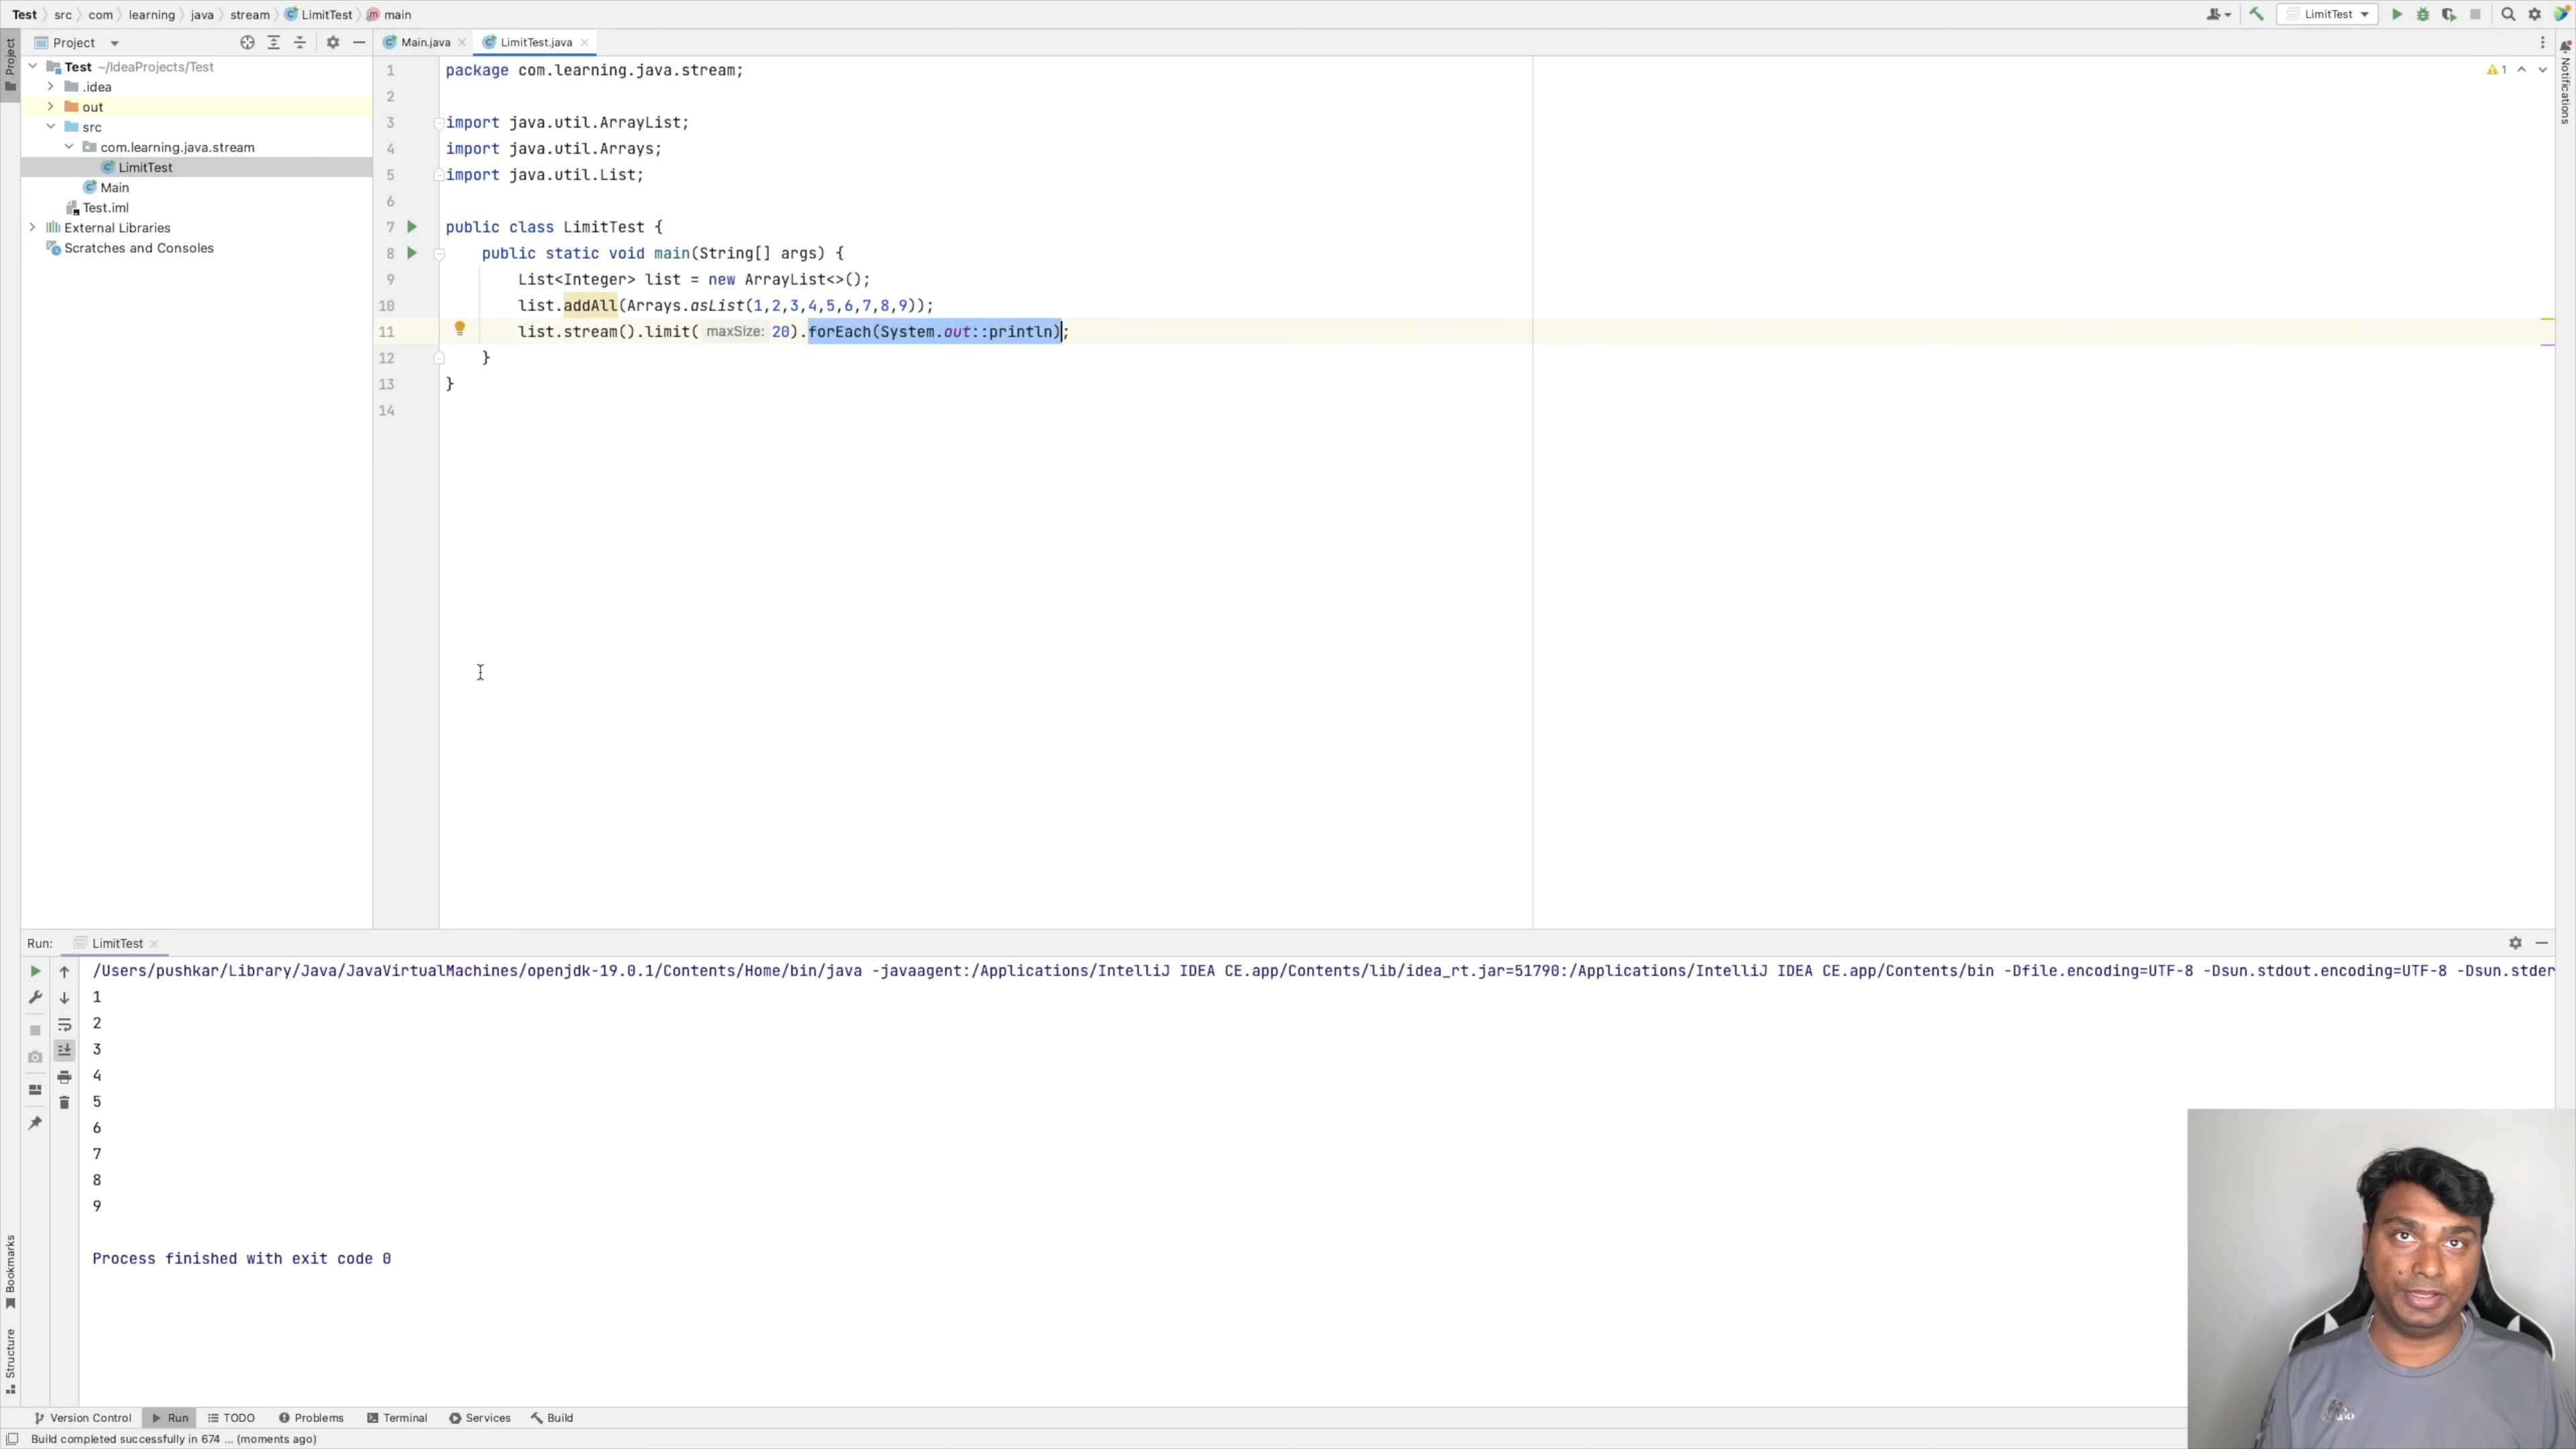 Test src com learning java stream LimitTest main
LimitTest
Project
Main.java
LimitTest.java
Project
Notifications
Test ~/IdeaProjects/Test
.idea
out
src
com.learning.java.stream
LimitTest
Main
Test.iml
External Libraries
Scratches and Consoles
1 package com.learning.java.stream;
2
3 import java.util.ArrayList;
4 import java.util.Arrays;
5 import java.util.List;
6
7 public class LimitTest {
8 public static void main(String[] args) {
9 List<Integer> list = new ArrayList<>();
10 list.addAll(Arrays.asList(1,2,3,4,5,6,7,8,9));
11 list.stream().limit( maxSize: 20).forEach(System.out::println);
12 }
13 }
14
1
Run: LimitTest
/Users/pushkar/Library/Java/JavaVirtualMachines/openjdk-19.0.1/Contents/Home/bin/java -javaagent:/Applications/IntelliJ IDEA CE.app/Contents/lib/idea_rt.jar=51790:/Applications/IntelliJ IDEA CE.app/Contents/bin -Dfile.encoding=UTF-8 -Dsun.stdout.encoding=UTF-8 -Dsun.stder
1
2
3
4
5
6
7
8
9
Process finished with exit code 0
Bookmarks
Structure
Version Control Run TODO Problems Terminal Services Build
Build completed successfully in 674 ... (moments ago)